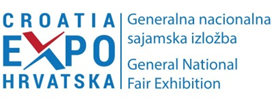 CROATIA
EXPO
HRVATSKA
Generalna nacionalna
sajamska izložba
General National
Fair Exhibition